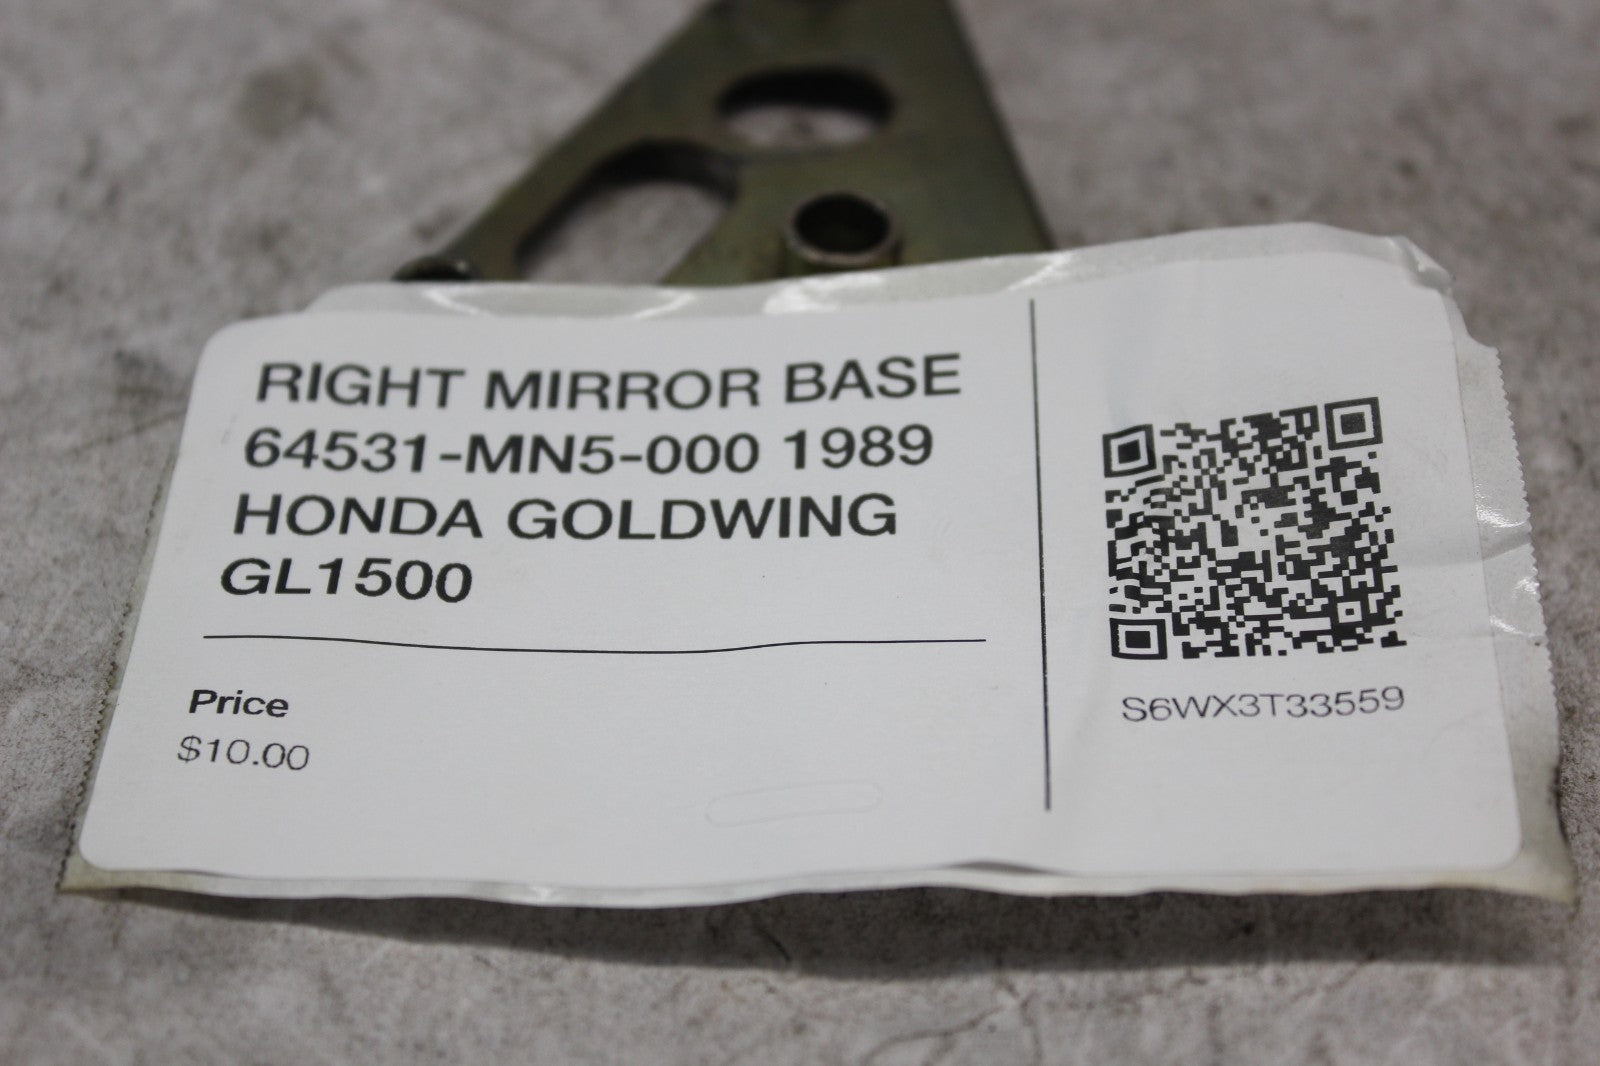 RIGHT MIRROR BASE
64531-MN5-000 1989
HONDA GOLDWING
GL1500
Price
$10.00
S6WX3T33559